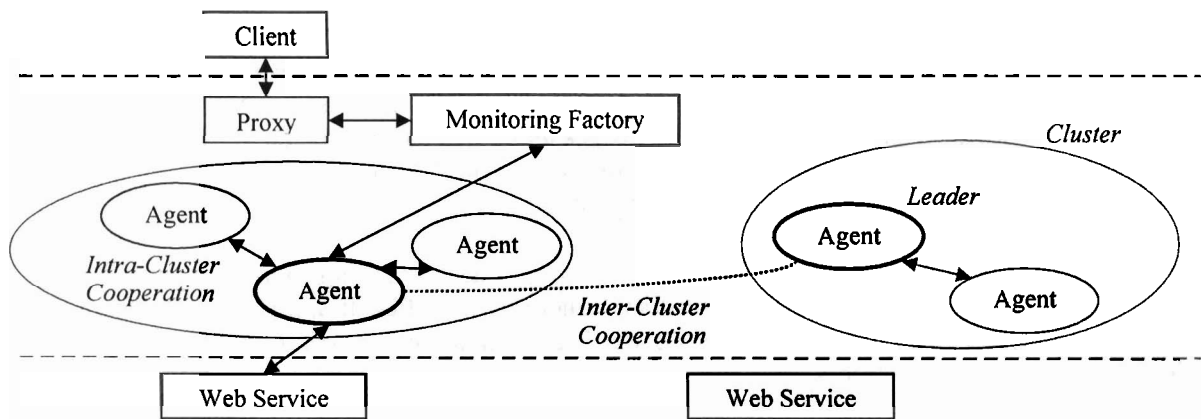 Client
Proxy
Monitoring Factory
Cluster
Leader
Agent
Agent
Agent
Intra-Cluster
Cooperation
Agent
Inter-Cluster
Cooperation
Agent
Web Service
Web Service